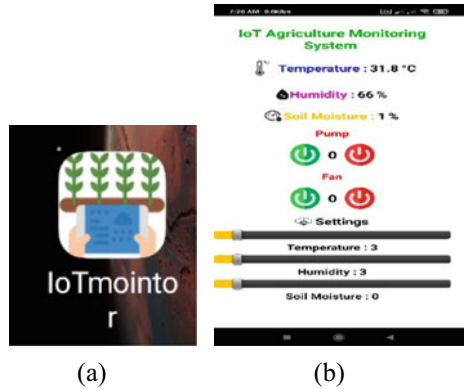 7:26 AM
IoT Agriculture Monitoring
System
Temperature : 31.8 °C
Humidity : 66 %
Soil Moisture : 1 %
Pump
0
Fan
0
Settings
Temperature : 3
Humidity : 3
Soil Moisture : 0
IoTmointo
r
(a)
(b)